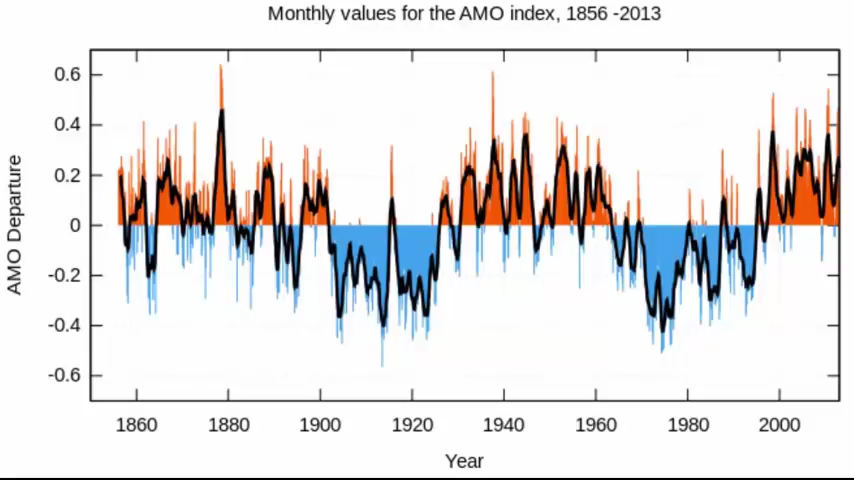 Monthly values for the AMO index, 1856 -2013
AMO Departure
0.6
0.4
0.2
0
-0.2
-0.4
-0.6
1860 1880 1900 1920 1940 1960 1980 2000
Year